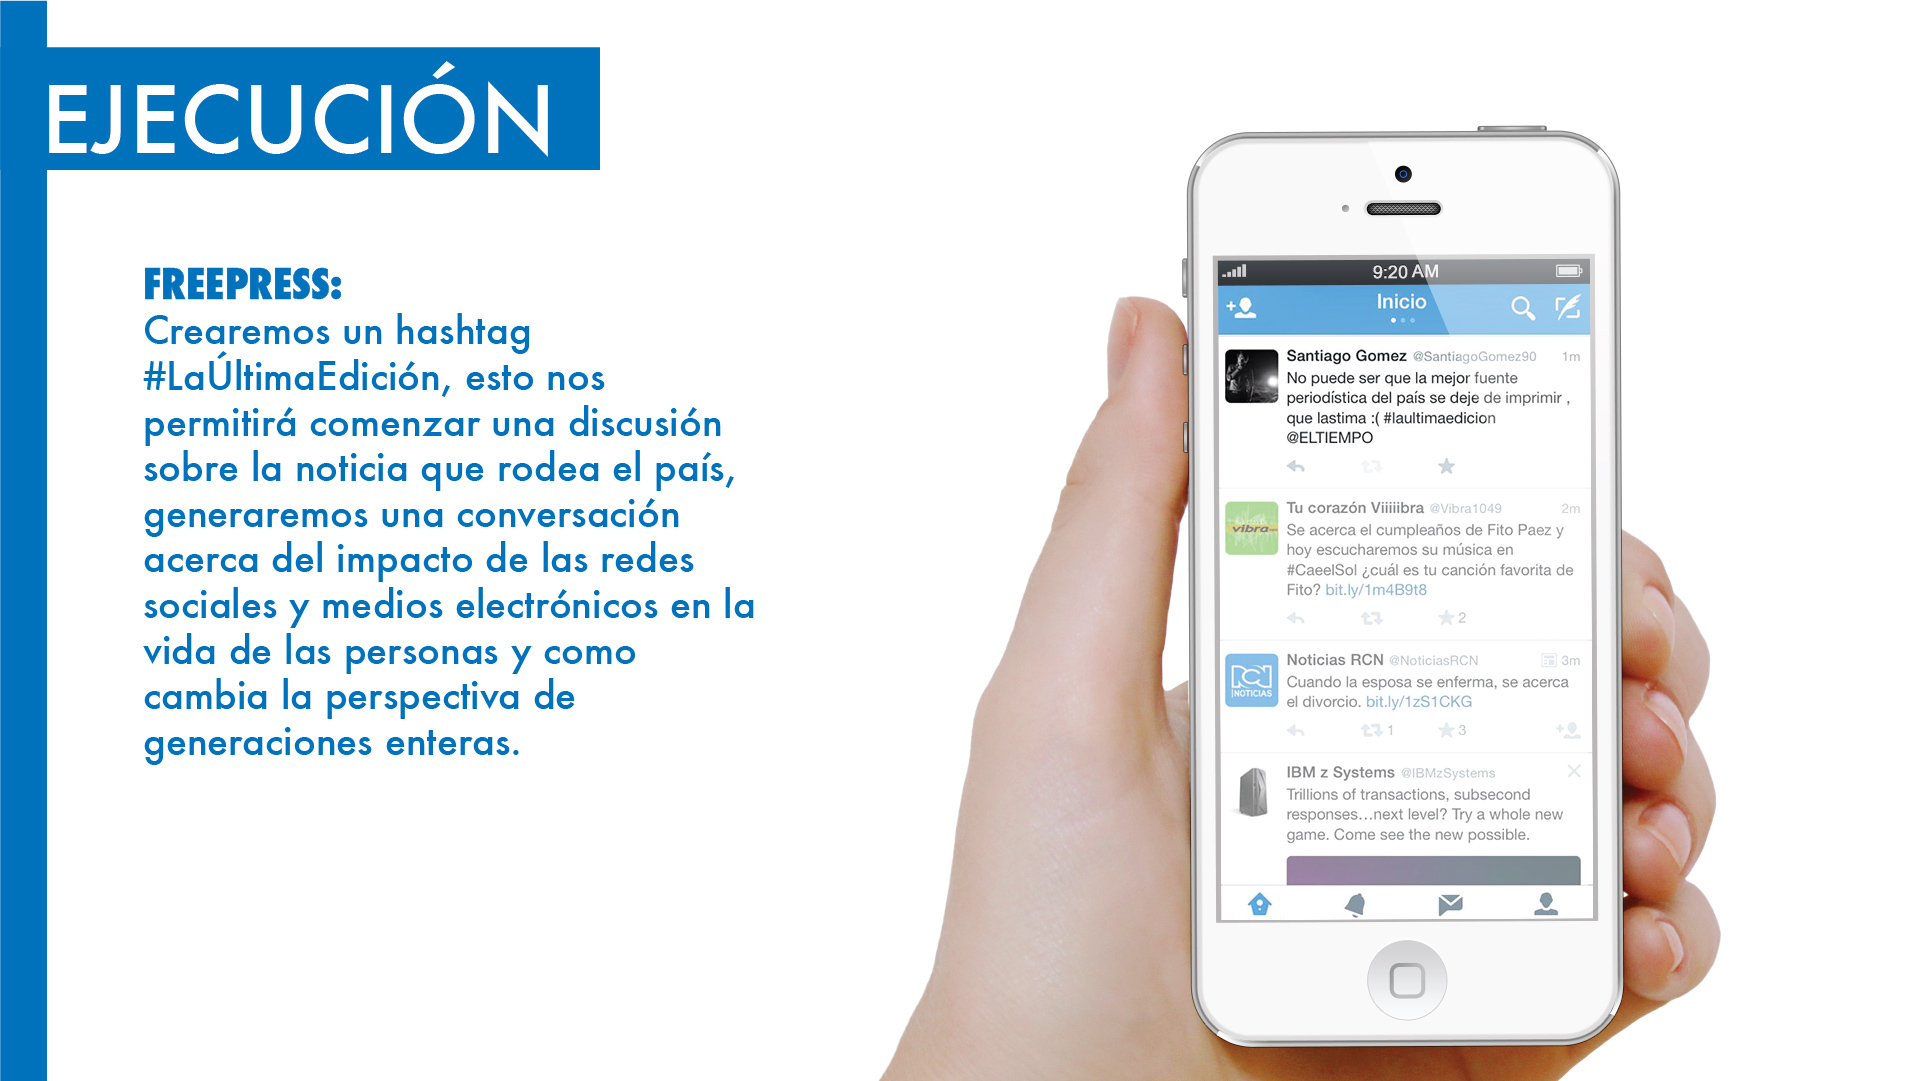 EJECUCIÓN
FREEPRESS:
Crearemos un hashtag
#LaÚltimaEdición, esto nos
permitirá comenzar una discusión
sobre la noticia que rodea el país,
generaremos una conversación
acerca del impacto de las redes
sociales y medios electrónicos en la
vida de las personas y como
cambia la perspectiva de
generaciones enteras.
9:20 AM
Inicio
Santiago Gomez @SantiagoGomez90 1m
No puede ser que la mejor fuente
periodística del país se deje de imprimir ,
que lastima :( #laultimaedicion
@ELTIEMPO
vibra
Tu corazón Viiiiibra @Vibra1049 2m
Se acerca el cumpleaños de Fito Paez y
hoy escucharemos su música en
#CaeelSol ¿cuál es tu canción favorita de
Fito? bit.ly/1m4B9t8
2
RCN
NOTICIAS
Noticias RCN @NoticiasRCN 3m
Cuando la esposa se enferma, se acerca
el divorcio. bit.ly/1zS1CKG
1 3
IBM z Systems @IBMzSystems
Trillions of transactions, subsecond
responses…next level? Try a whole new
game. Come see the new possible.